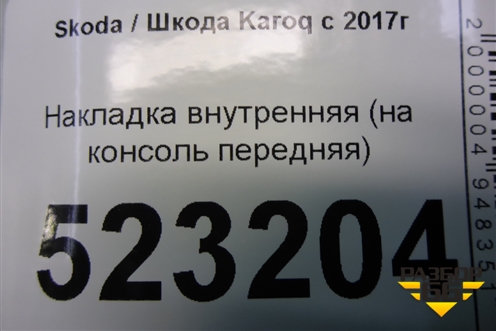 Skoda / Шкода Karoq с 2017г
Накладка внутренняя (на
консоль передняя)
523204